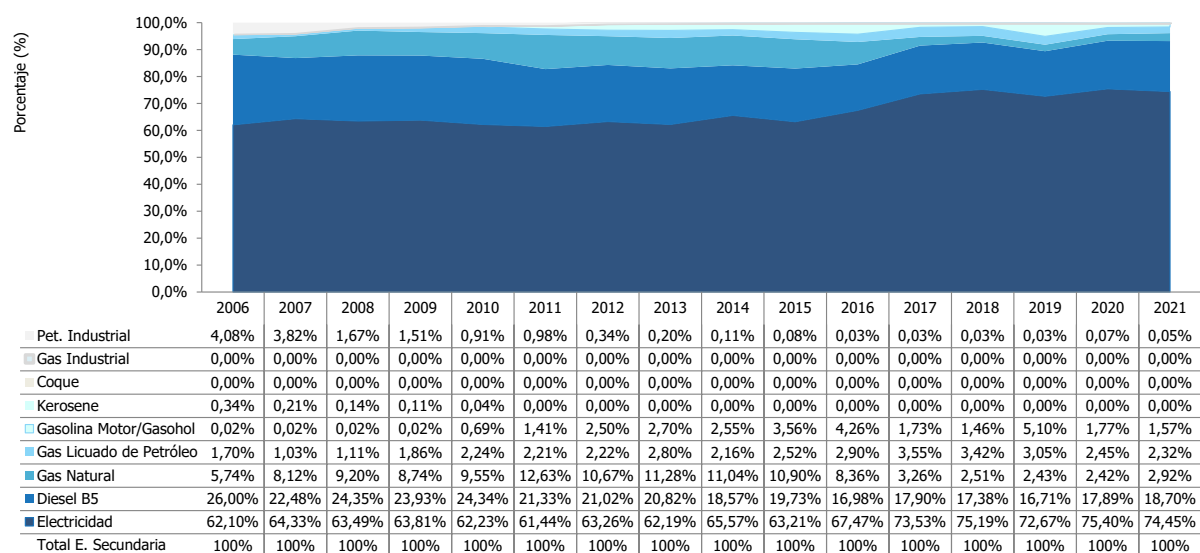 Porcentaje (%)
100,0%
90,0%
80,0%
70,0%
60,0%
50,0%
40,0%
30,0%
20,0%
10,0%
0,0%
2006 2007 2008 2009 2010 2011 2012 2013 2014 2015 2016 2017 2018 2019 2020 2021
Pet. Industrial 4,08% 3,82% 1,67% 1,51% 0,91% 0,98% 0,34% 0,20% 0,11% 0,08% 0,03% 0,03% 0,03% 0,03% 0,07% 0,05%
Gas Industrial 0,00% 0,00% 0,00% 0,00% 0,00% 0,00% 0,00% 0,00% 0,00% 0,00% 0,00% 0,00% 0,00% 0,00% 0,00% 0,00%
Coque 0,00% 0,00% 0,00% 0,00% 0,00% 0,00% 0,00% 0,00% 0,00% 0,00% 0,00% 0,00% 0,00% 0,00% 0,00% 0,00%
Kerosene 0,34% 0,21% 0,14% 0,11% 0,04% 0,00% 0,00% 0,00% 0,00% 0,00% 0,00% 0,00% 0,00% 0,00% 0,00% 0,00%
Gasolina Motor/Gasohol 0,02% 0,02% 0,02% 0,02% 0,69% 1,41% 2,50% 2,70% 2,55% 3,56% 4,26% 1,73% 1,46% 5,10% 1,77% 1,57%
Gas Licuado de Petróleo 1,70% 1,03% 1,11% 1,86% 2,24% 2,21% 2,22% 2,80% 2,16% 2,52% 2,90% 3,55% 3,42% 3,05% 2,45% 2,32%
Gas Natural 5,74% 8,12% 9,20% 8,74% 9,55% 12,63% 10,67% 11,28% 11,04% 10,90% 8,36% 3,26% 2,51% 2,43% 2,42% 2,92%
Diesel B5 26,00% 22,48% 24,35% 23,93% 24,34% 21,33% 21,02% 20,82% 18,57% 19,73% 16,98% 17,90% 17,38% 16,71% 17,89% 18,70%
Electricidad 62,10% 64,33% 63,49% 63,81% 62,23% 61,44% 63,26% 62,19% 65,57% 63,21% 67,47% 73,53% 75,19% 72,67% 75,40% 74,45%
Total E. Secundaria 100% 100% 100% 100% 100% 100% 100% 100% 100% 100% 100% 100% 100% 100% 100% 100%